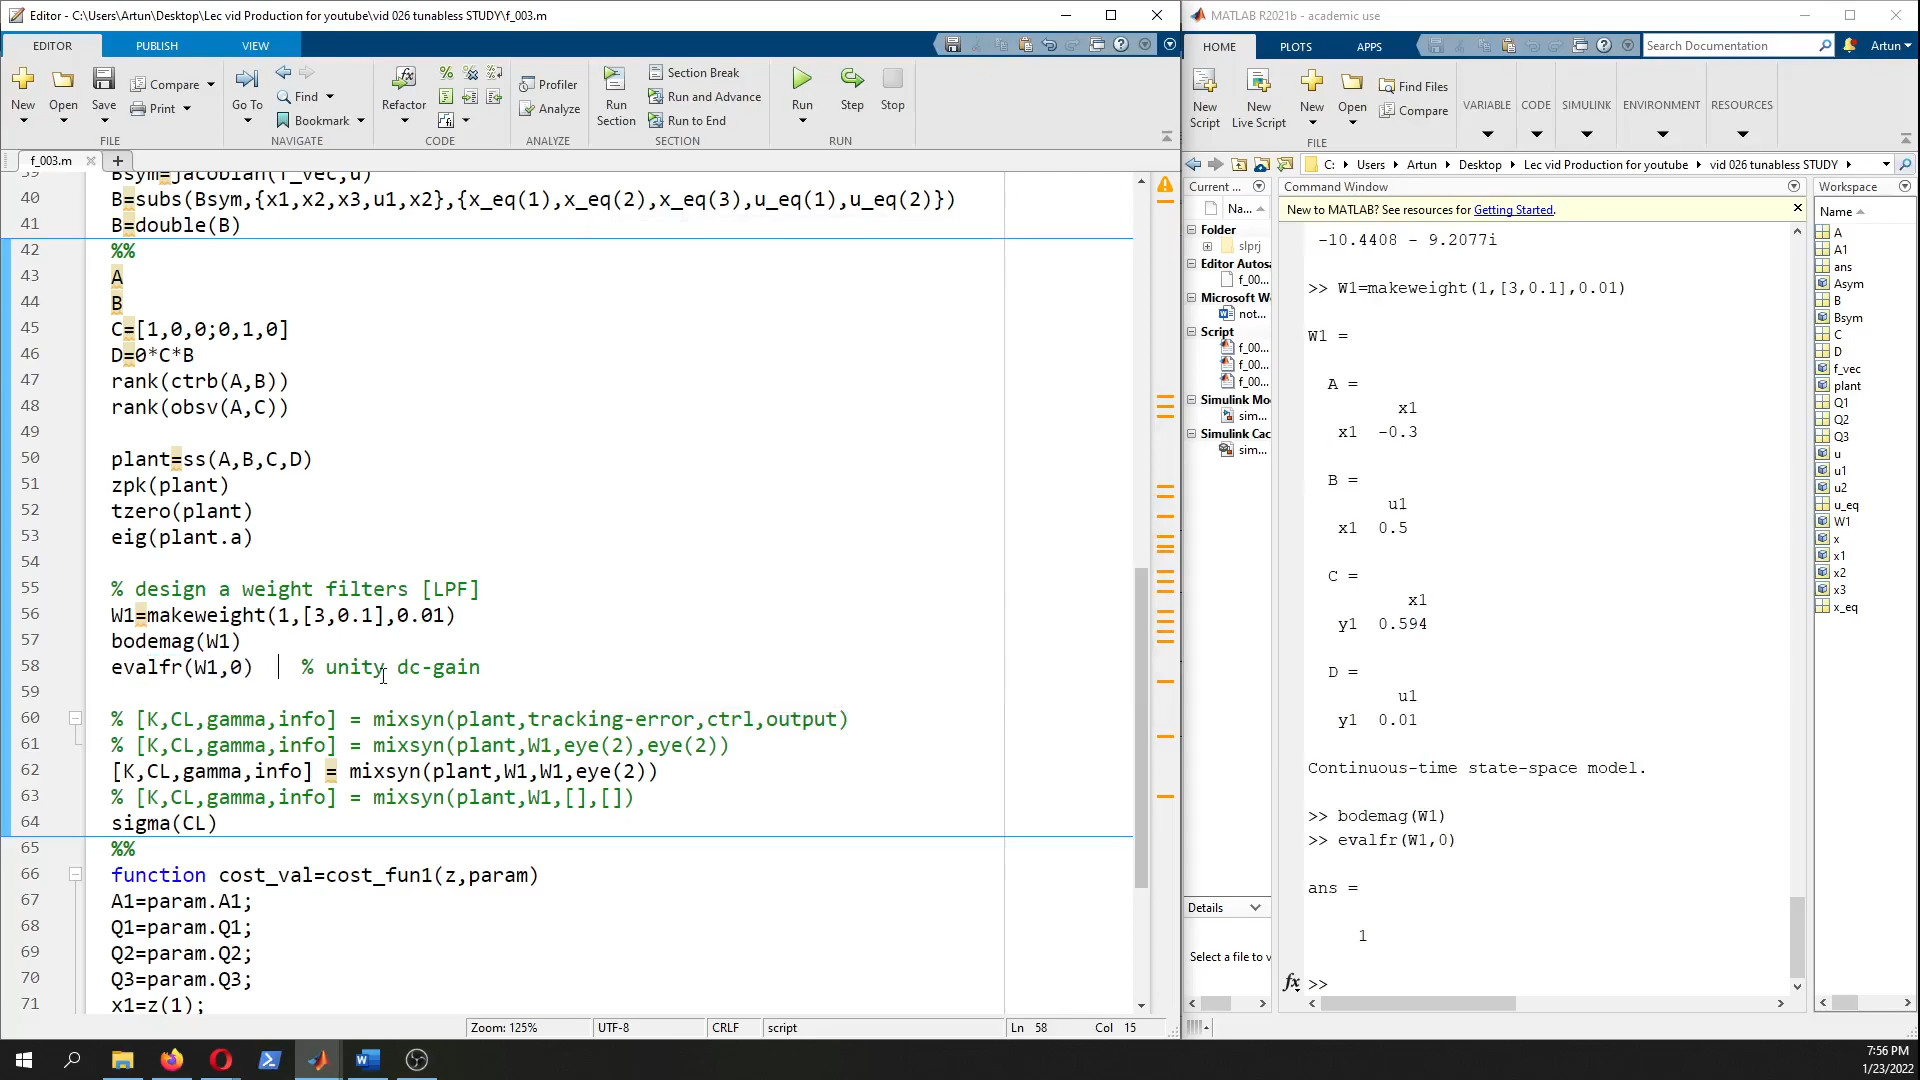 Editor - C:\Users\Artun\Desktop\Lec vid Production for youtube\vid 026 tunabless STUDY\f_003.m
EDITOR PUBLISH VIEW
New Open Save Compare Print
FILE
Go To Find Bookmark
NAVIGATE
Refactor
CODE
Profiler Analyze
ANALYZE
Run Section Section Break Run and Advance Run to End
SECTION
Run Step Stop
RUN
f_003.m
39 Bsym=jacobian(f_vec,u)
40 B=subs(Bsym,{x1,x2,x3,u1,x2},{x_eq(1),x_eq(2),x_eq(3),u_eq(1),u_eq(2)})
41 B=double(B)
42 %%
43 A
44 B
45 C=[1,0,0;0,1,0]
46 D=0*C*B
47 rank(ctrb(A,B))
48 rank(obsv(A,C))
49
50 plant=ss(A,B,C,D)
51 zpk(plant)
52 tzero(plant)
53 eig(plant.a)
54
55 % design a weight filters [LPF]
56 W1=makeweight(1,[3,0.1],0.01)
57 bodemag(W1)
58 evalfr(W1,0) % unity dc-gain
59
60 % [K,CL,gamma,info] = mixsyn(plant,tracking-error,ctrl,output)
61 % [K,CL,gamma,info] = mixsyn(plant,W1,eye(2),eye(2))
62 [K,CL,gamma,info] = mixsyn(plant,W1,W1,eye(2))
63 % [K,CL,gamma,info] = mixsyn(plant,W1,[],[])
64 sigma(CL)
65 %%
66 function cost_val=cost_fun1(z,param)
67 A1=param.A1;
68 Q1=param.Q1;
69 Q2=param.Q2;
70 Q3=param.Q3;
71 x1=z(1);
Zoom: 125% UTF-8 CRLF script Ln 58 Col 15
MATLAB R2021b - academic use
HOME PLOTS APPS Search Documentation Artun
New Script New Live Script New Open Find Files Compare
FILE
VARIABLE CODE SIMULINK ENVIRONMENT RESOURCES
C: Users Artun Desktop Lec vid Production for youtube vid 026 tunabless STUDY
Current ...
Na...
Folder
slprj
Editor Autosa
f_00...
Microsoft W
not...
Script
f_00...
f_00...
f_00...
Simulink Mo
sim...
Simulink Cac
sim...
Details
Select a file to v
Command Window
New to MATLAB? See resources for Getting Started.
-10.4408 - 9.2077i
>> W1=makeweight(1,[3,0.1],0.01)
W1 =
A =
x1
x1 -0.3
B =
u1
x1 0.5
C =
x1
y1 0.594
D =
u1
y1 0.01
Continuous-time state-space model.
>> bodemag(W1)
>> evalfr(W1,0)
ans =
1
fx >>
Workspace
Name
A
A1
ans
Asym
B
Bsym
C
D
f_vec
plant
Q1
Q2
Q3
u
u1
u2
u_eq
W1
x
x1
x2
x3
x_eq
7:56 PM
1/23/2022